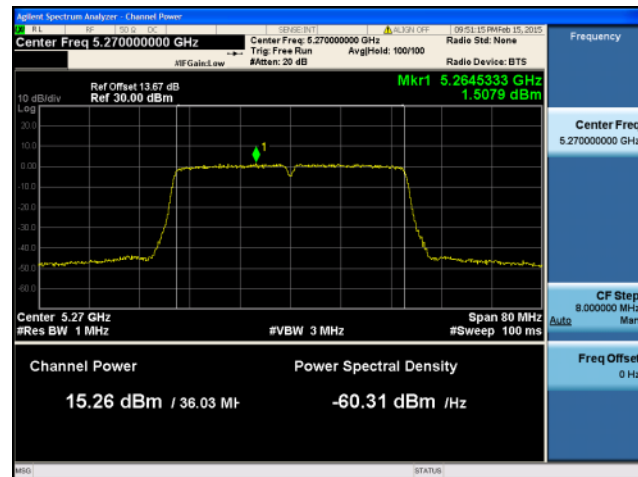 Agilent Spectrum Analyzer - Channel Power
RL RF 50 Ω DC SENSE:INT ALIGN OFF 09:51:15 PM Feb 15, 2015
Center Freq 5.270000000 GHz Center Freq: 5.270000000 GHz Radio Std: None Frequency
Trig: Free Run Avg|Hold: 100/100
#IFGain:Low #Atten: 20 dB Radio Device: BTS
Ref Offset 13.67 dB Mkr1 5.2645333 GHz
10 dB/div Ref 30.00 dBm 1.5079 dBm
Log
20.0
10.0
0.00
-10.0
-20.0
-30.0
-40.0
-50.0
-60.0
1
Center Freq
5.270000000 GHz
Center 5.27 GHz Span 80 MHz
#Res BW 1 MHz #VBW 3 MHz #Sweep 100 ms
CF Step
8.000000 MHz
Auto Man
Channel Power Power Spectral Density
15.26 dBm / 36.03 MH -60.31 dBm /Hz
Freq Offset
0 Hz
MSG STATUS